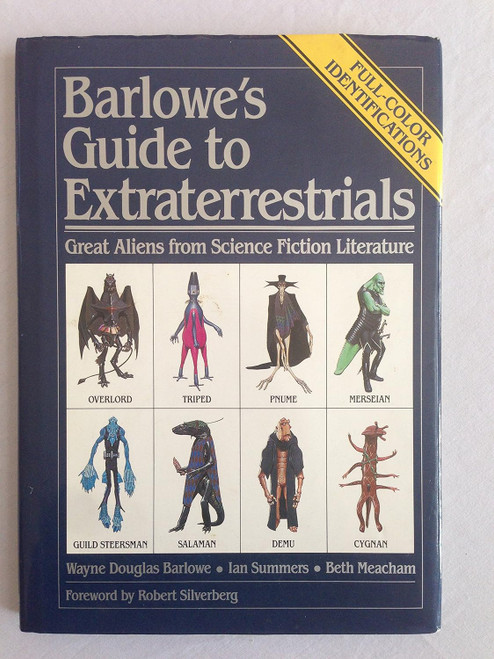 FULL-COLOR
IDENTIFICATIONS
Barlowe's
Guide to
Extraterrestrials
Great Aliens from Science Fiction Literature
OVERLORD
TRIPED
PNUME
MERSEIAN
GUILD STEERSMAN
SALAMAN
DEMU
CYGNAN
Wayne Douglas Barlowe • Ian Summers • Beth Meacham
Foreword by Robert Silverberg